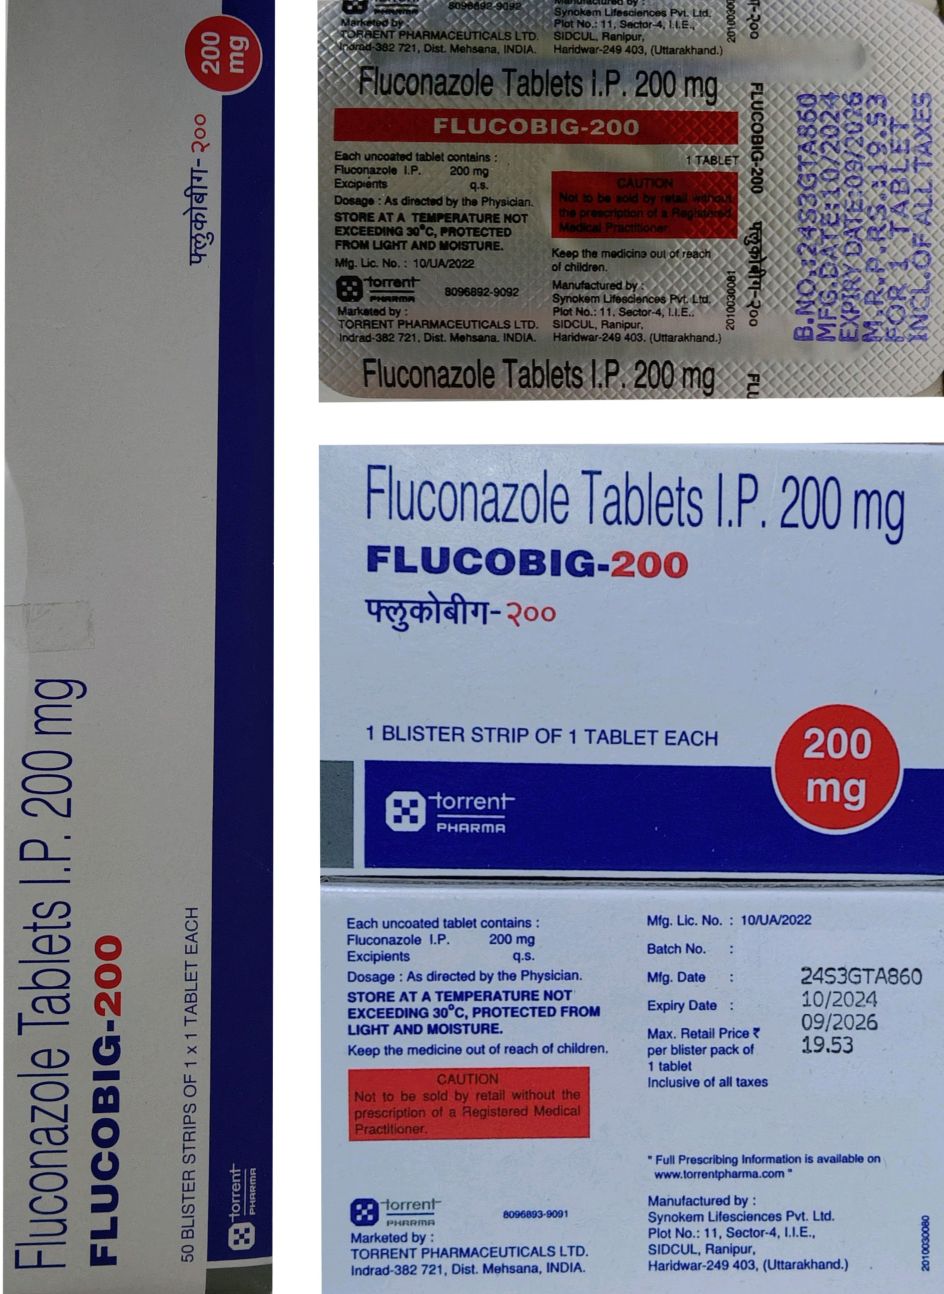 Fluconazole Tablets I.P. 200 mg
FLUCOBIG-200
50 BLISTER STRIPS OF 1 x 1 TABLET EACH
फ्लुकोबीग-२००
200
mg
torrent
PHARMA
8096892-9092
PHARMA
Marketed by :
TORRENT PHARMACEUTICALS LTD.
Indrad-382 721, Dist. Mehsana, INDIA.
Manufactured by :
Synokem Lifesciences Pvt. Ltd.
Plot No.: 11, Sector-4, I.I.E.,
SIDCUL, Ranipur,
Haridwar-249 403, (Uttarakhand.)
Fluconazole Tablets I.P. 200 mg
FLUCOBIG-200
1 TABLET
Each uncoated tablet contains :
Fluconazole I.P. 200 mg
Excipients q.s.
Dosage : As directed by the Physician.
STORE AT A TEMPERATURE NOT
EXCEEDING 30°C, PROTECTED
FROM LIGHT AND MOISTURE.
Mfg. Lic. No. : 10/UA/2022
torrent
PHARMA
8096892-9092
Marketed by :
TORRENT PHARMACEUTICALS LTD.
Indrad-382 721, Dist. Mehsana, INDIA.
CAUTION
Not to be sold by retail without
the prescription of a Registered
Medical Practitioner.
Keep the medicine out of reach
of children.
Manufactured by :
Synokem Lifesciences Pvt. Ltd.
Plot No.: 11, Sector-4, I.I.E.,
SIDCUL, Ranipur,
Haridwar-249 403, (Uttarakhand.)
2010030081
FLUCOBIG-200 फ्लुकोबीग-२००
B.NO.:24S3GTA860
MFG.DATE:10/2024
EXPIRY DATE:09/2026
M.R.P.RS.:19.53
FOR 1 TABLET
INCL.OF ALL TAXES
Fluconazole Tablets I.P. 200 mg
FLU
Fluconazole Tablets I.P. 200 mg
FLUCOBIG-200
फ्लुकोबीग-२००
1 BLISTER STRIP OF 1 TABLET EACH
200
mg
torrent
PHARMA
Each uncoated tablet contains :
Fluconazole I.P. 200 mg
Excipients q.s.
Dosage : As directed by the Physician.
STORE AT A TEMPERATURE NOT
EXCEEDING 30°C, PROTECTED FROM
LIGHT AND MOISTURE.
Keep the medicine out of reach of children.
CAUTION
Not to be sold by retail without the
prescription of a Registered Medical
Practitioner.
torrent
PHARMA
8096893-9091
Marketed by :
TORRENT PHARMACEUTICALS LTD.
Indrad-382 721, Dist. Mehsana, INDIA.
Mfg. Lic. No. : 10/UA/2022
Batch No. :
Mfg. Date : 24S3GTA860
Expiry Date : 10/2024
09/2026
Max. Retail Price ₹ 19.53
per blister pack of
1 tablet
Inclusive of all taxes
" Full Prescribing Information is available on
www.torrentpharma.com "
Manufactured by :
Synokem Lifesciences Pvt. Ltd.
Plot No.: 11, Sector-4, I.I.E.,
SIDCUL, Ranipur,
Haridwar-249 403, (Uttarakhand.)
2010030080